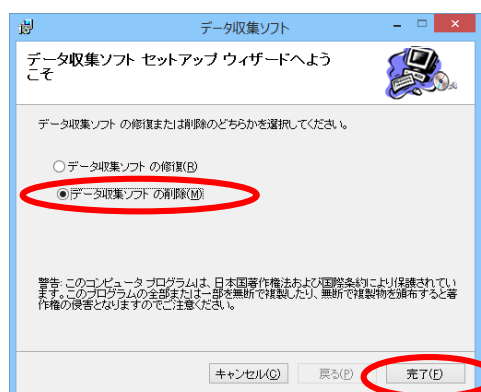 データ収集ソフト
データ収集ソフト セットアップ ウィザードへよう
こそ
データ収集ソフト の修復または削除のどちらかを選択してください。
データ収集ソフト の修復(R)
データ収集ソフト の削除(M)
警告: このコンピュータ プログラムは、日本国著作権法および国際条約により保護されてい
ます。このプログラムの全部または一部を無断で複製したり、無断で複製物を頒布すると著
作権の侵害となりますのでご注意ください。
キャンセル(C) 戻る(P) 完了(F)